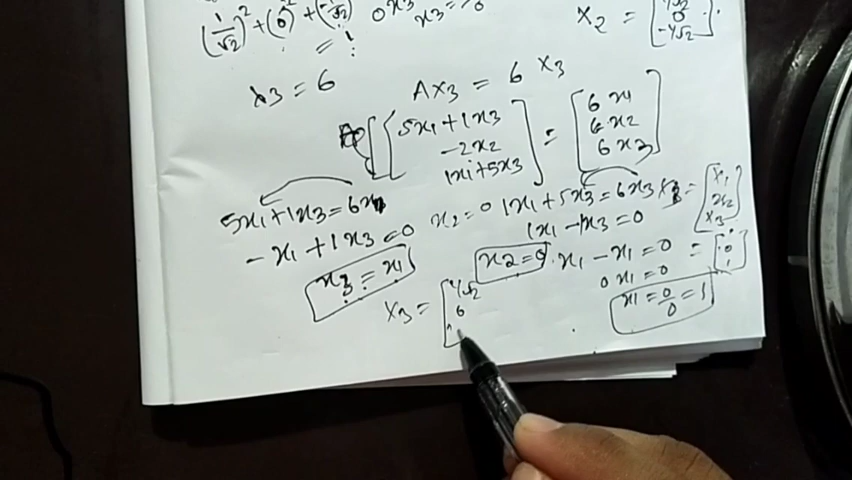 (1/√2)² + (0)² + (-1/√2)² 0x3
= 1
X2 = [1/√2 0 -1/√2]
λ3 = 6 AX3 = 6 X3
[5x1+1x3 -2x2 1x1+5x3] = [6x1 6x2 6x3]
5x1+1x3=6x1 x2=0 1x1+5x3=6x3 X3=[x1 x2 x3]
-x1+1x3=0 1x1-1x3=0
x3=x1 x2=0 x1-x1=0 =[1 0 1]
0x1=0
X3=[1/√2 0 x1=0/0=1